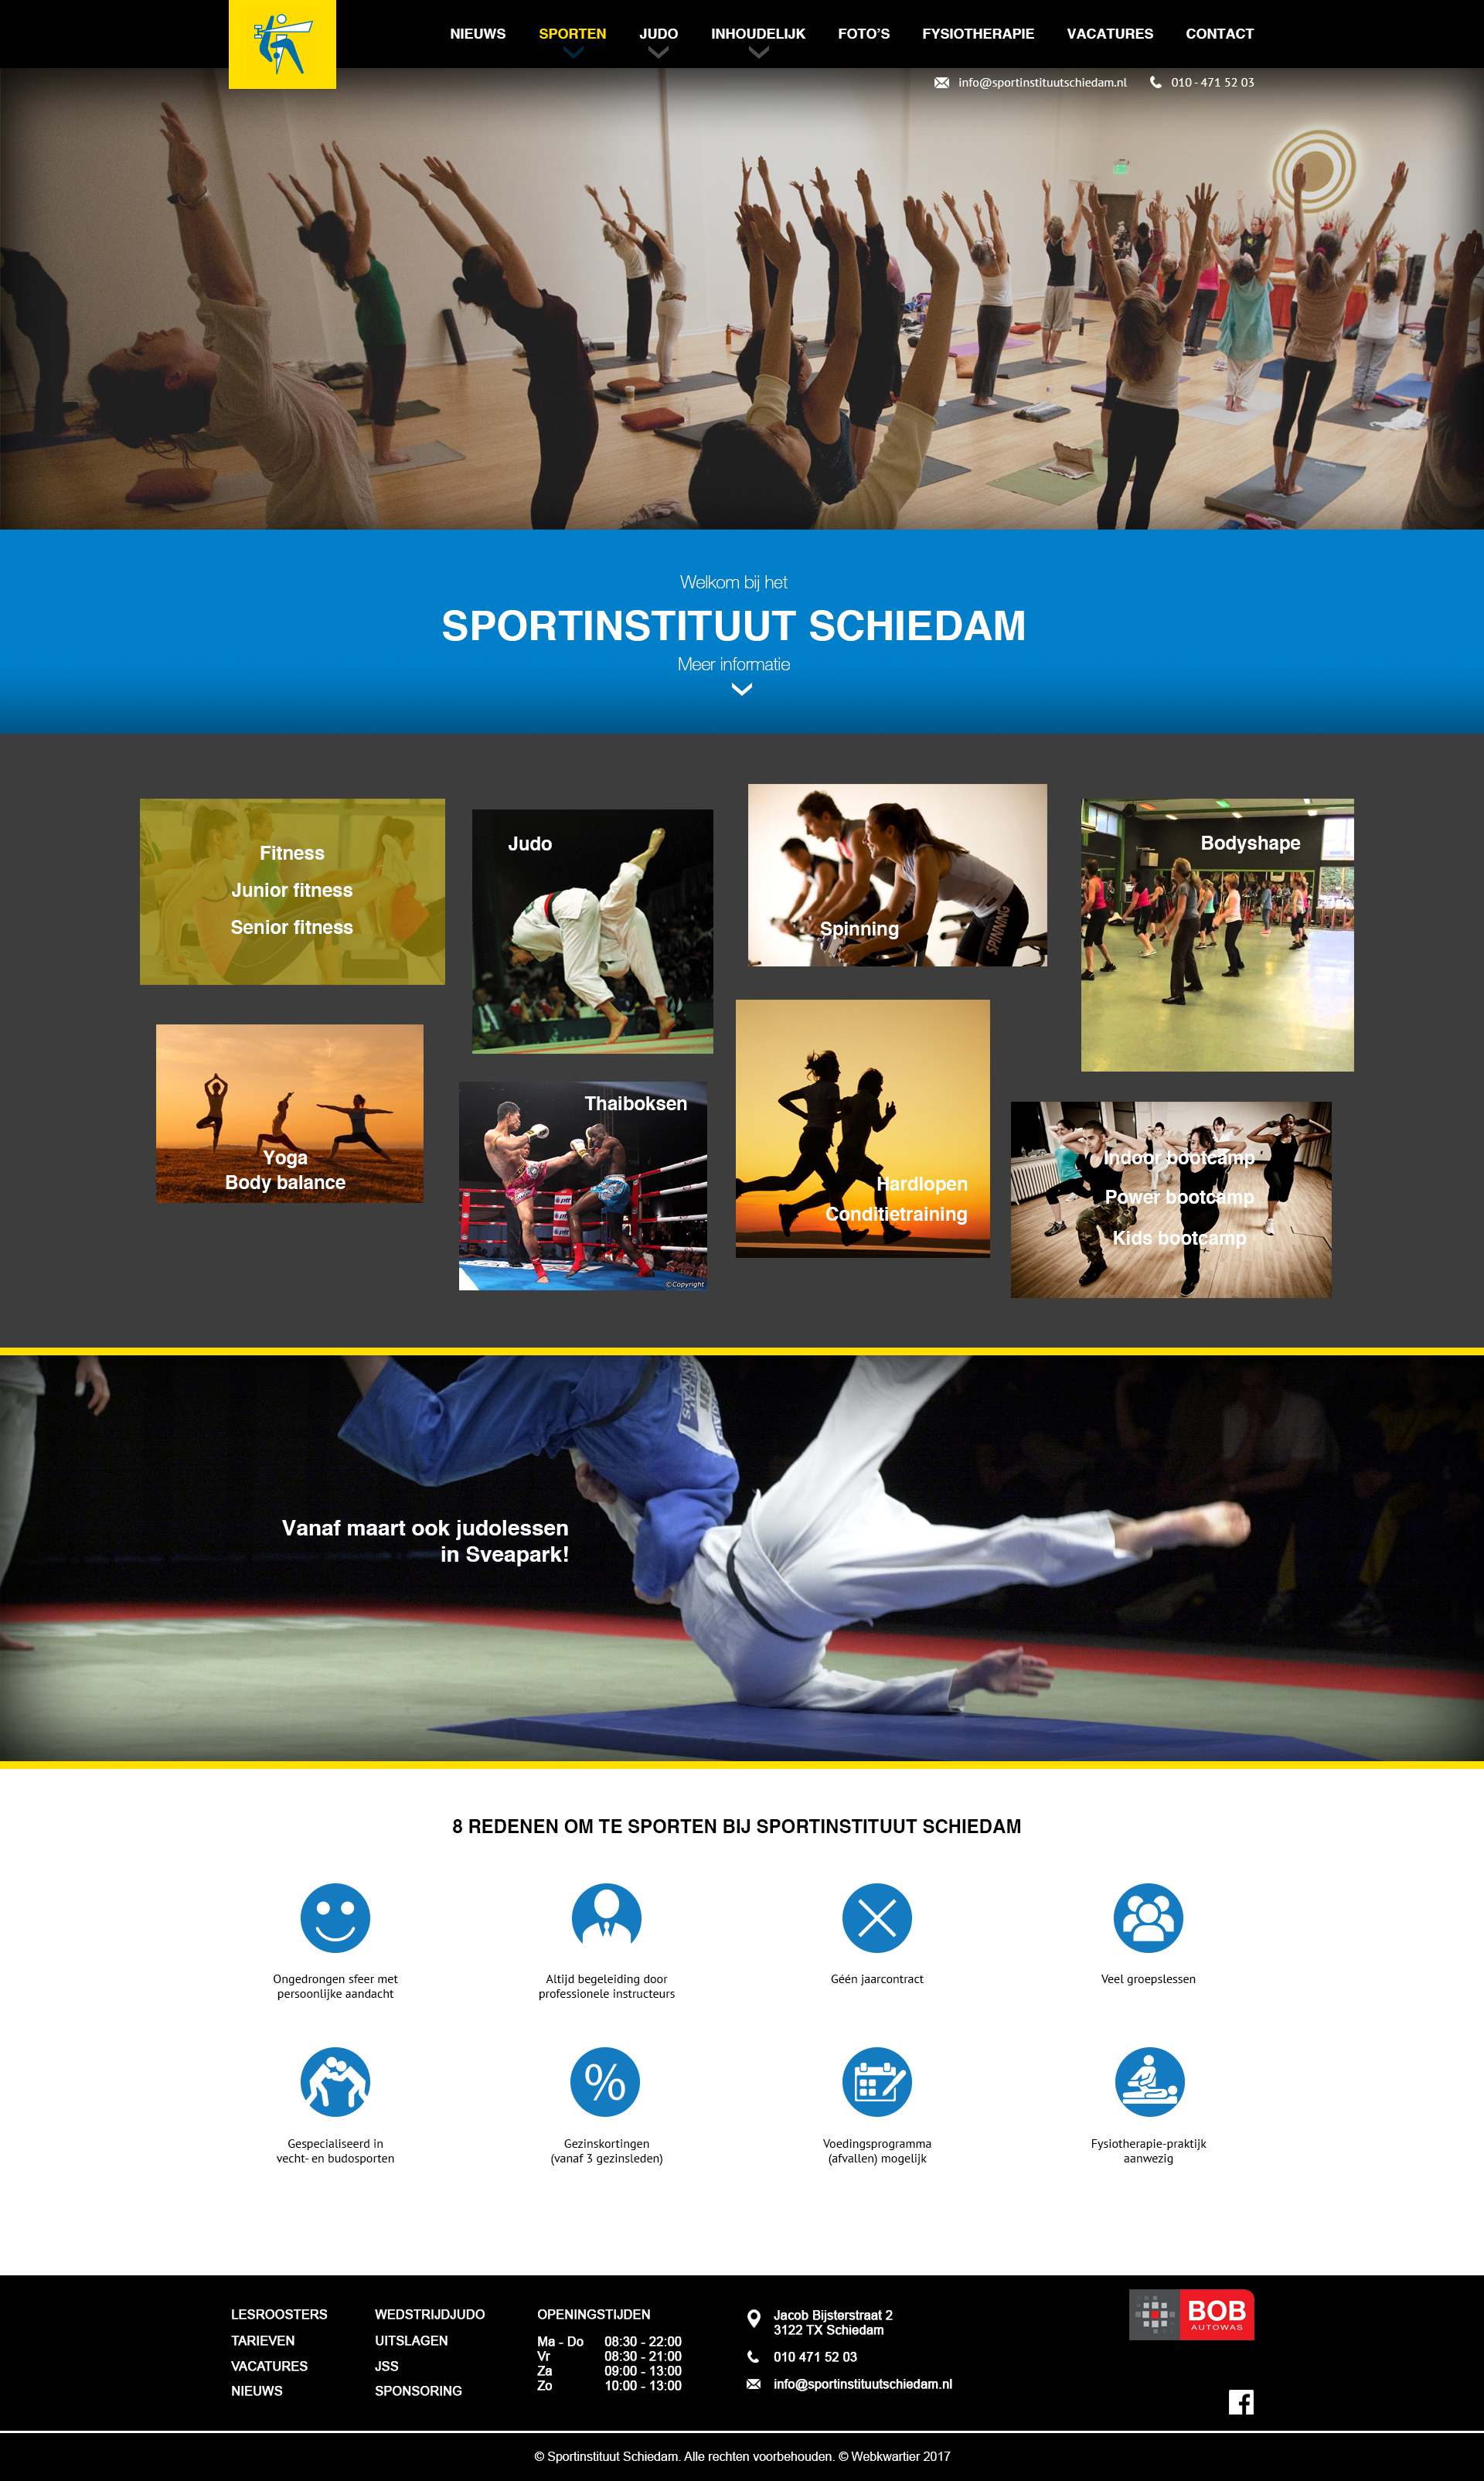 NIEUWS SPORTEN JUDO INHOUDELIJK FOTO'S FYSIOTHERAPIE VACATURES CONTACT
info@sportinstituutschiedam.nl 010 - 471 52 03
Welkom bij het
SPORTINSTITUUT SCHIEDAM
Meer informatie
Fitness
Junior fitness
Senior fitness
Judo
Spinning
SPINNING
Bodyshape
Yoga
Body balance
Thaiboksen
ptt
ptt
ptt
©Copyright
Hardlopen
Conditietraining
Indoor bootcamp
Power bootcamp
Kids bootcamp
Vanaf maart ook judolessen
in Sveapark!
8 REDENEN OM TE SPORTEN BIJ SPORTINSTITUUT SCHIEDAM
Ongedrongen sfeer met
persoonlijke aandacht
Altijd begeleiding door
professionele instructeurs
Géén jaarcontract
Veel groepslessen
%
Gespecialiseerd in
vecht- en budosporten
Gezinskortingen
(vanaf 3 gezinsleden)
Voedingsprogramma
(afvallen) mogelijk
Fysiotherapie-praktijk
aanwezig
LESROOSTERS
TARIEVEN
VACATURES
NIEUWS
WEDSTRIJDJUDO
UITSLAGEN
JSS
SPONSORING
OPENINGSTIJDEN
Ma - Do 08:30 - 22:00
Vr 08:30 - 21:00
Za 09:00 - 13:00
Zo 10:00 - 13:00
Jacob Bijsterstraat 2
3122 TX Schiedam
010 471 52 03
info@sportinstituutschiedam.nl
BOB
AUTOWAS
© Sportinstituut Schiedam. Alle rechten voorbehouden. © Webkwartier 2017